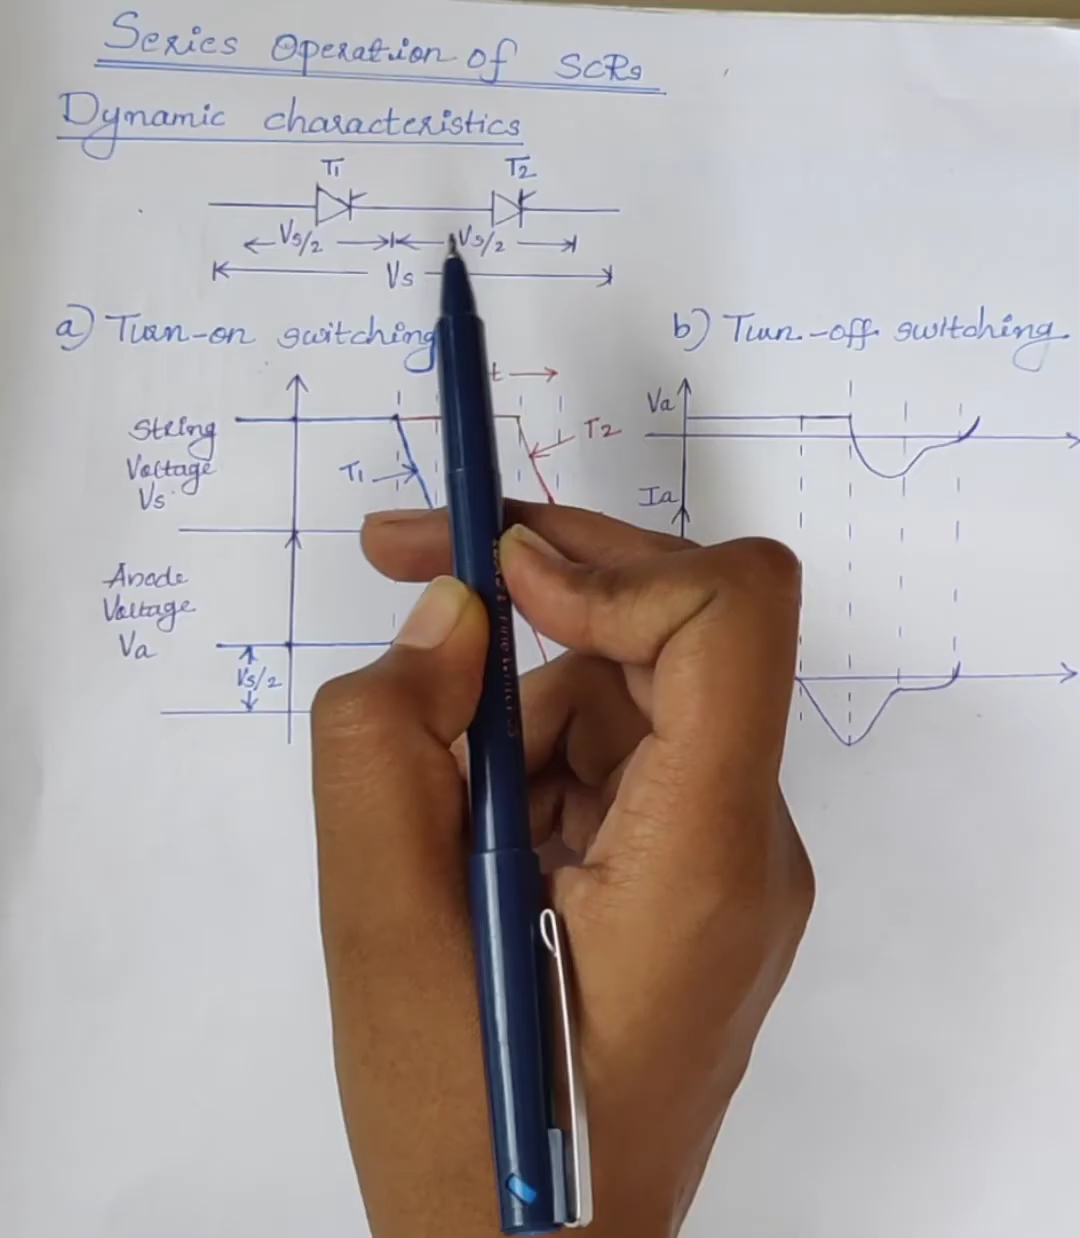 Series Operation of SCRs
Dynamic characteristics
T1 T2
Vs/2 Vs/2
Vs
a) Turn-on switching
b) Turn-off switching
t
String
Voltage
Vs
T1
T2
Va
Ia
Anode
Voltage
Va
Vs/2